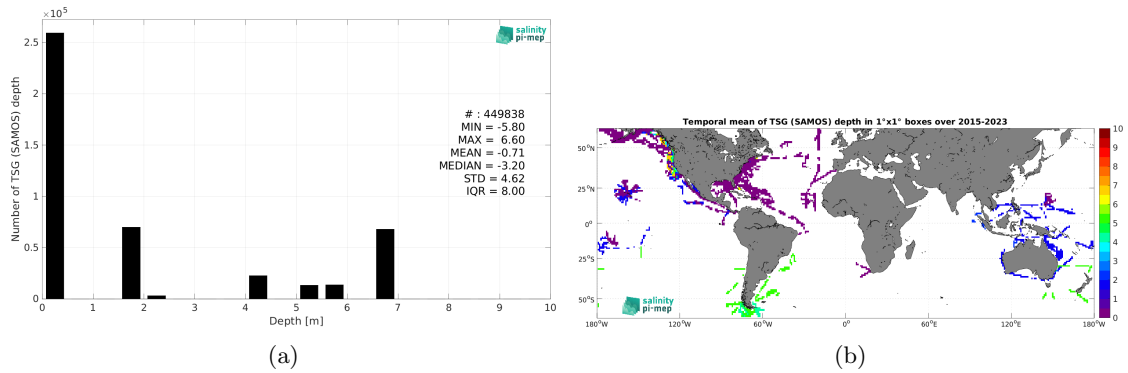 ×10⁵
2.5
2
1.5
1
0.5
0
Number of TSG (SAMOS) depth
salinity
pi-mep
# : 449838
MIN = -5.80
MAX = 6.60
MEAN = -0.71
MEDIAN = -3.20
STD = 4.62
IQR = 8.00
0 1 2 3 4 5 6 7 8 9 10
Depth [m]
(a)
Temporal mean of TSG (SAMOS) depth in 1°x1° boxes over 2015-2023
50°N
25°N
0°
25°S
50°S
salinity
pi-mep
180°W 120°W 60°W 0° 60°E 120°E 180°E
10
9
8
7
6
5
4
3
2
1
0
(b)